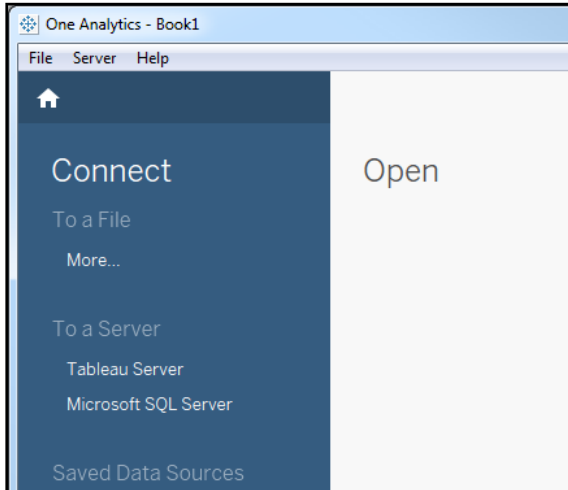 One Analytics - Book1
File Server Help
Connect
Open
To a File
More...
To a Server
Tableau Server
Microsoft SQL Server
Saved Data Sources